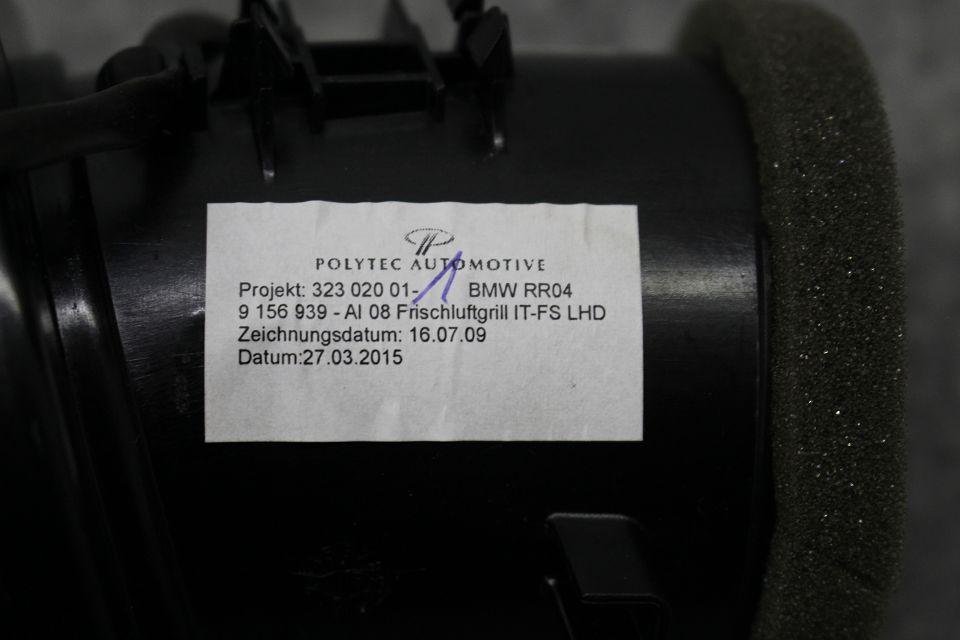 POLYTEC AUTOMOTIVE
Projekt: 323 020 01-1 BMW RR04
9 156 939 - AI 08 Frischluftgrill IT-FS LHD
Zeichnungsdatum: 16.07.09
Datum:27.03.2015